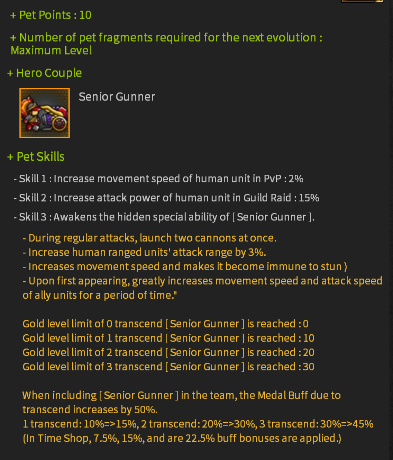 + Pet Points : 10
+ Number of pet fragments required for the next evolution :
Maximum Level
+ Hero Couple
Senior Gunner
+ Pet Skills
- Skill 1 : Increase movement speed of human unit in PvP : 2%
- Skill 2 : Increase attack power of human unit in Guild Raid : 15%
- Skill 3 : Awakens the hidden special ability of [ Senior Gunner ].
- During regular attacks, launch two cannons at once.
- Increase human ranged units' attack range by 3%.
- Increases movement speed and makes it become immune to stun )
- Upon first appearing, greatly increases movement speed and attack speed
of ally units for a period of time."
Gold level limit of 0 transcend [ Senior Gunner ] is reached : 0
Gold level limit of 1 transcend [ Senior Gunner ] is reached : 10
Gold level limit of 2 transcend [ Senior Gunner ] is reached : 20
Gold level limit of 3 transcend [ Senior Gunner ] is reached : 30
When including [ Senior Gunner ] in the team, the Medal Buff due to
transcend increases by 50%.
1 transcend: 10%=>15%, 2 transcend: 20%=>30%, 3 transcend: 30%=>45%
(In Time Shop, 7.5%, 15%, and are 22.5% buff bonuses are applied.)